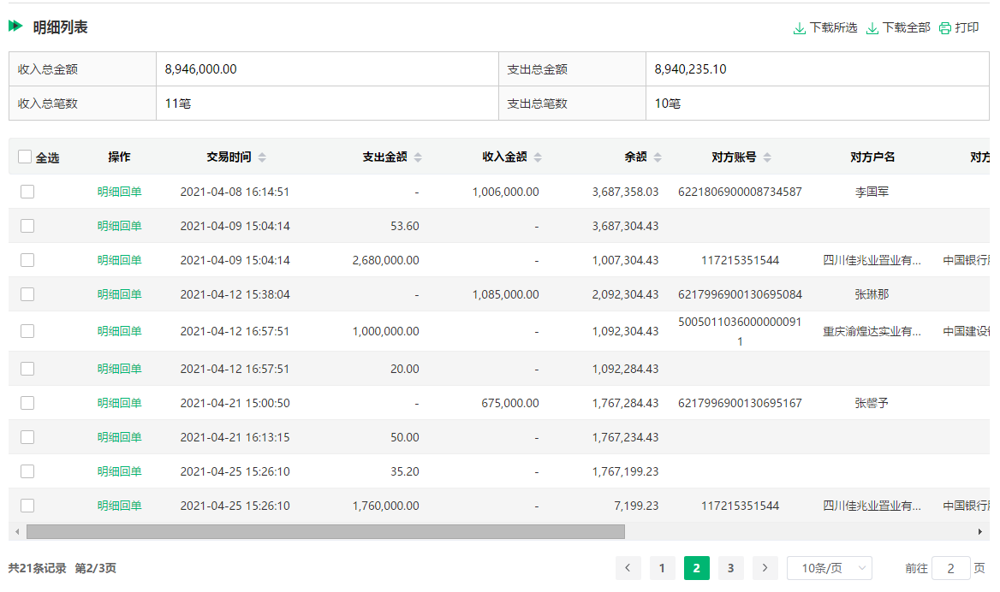 明细列表 下载所选 下载全部 打印
收入总金额 8,946,000.00 支出总金额 8,940,235.10
收入总笔数 11笔 支出总笔数 10笔
全选 操作 交易时间 支出金额 收入金额 余额 对方账号 对方户名 对方
明细回单 2021-04-08 16:14:51 - 1,006,000.00 3,687,358.03 6221806900008734587 李国军
明细回单 2021-04-09 15:04:14 53.60 - 3,687,304.43
明细回单 2021-04-09 15:04:14 2,680,000.00 - 1,007,304.43 117215351544 四川佳兆业置业有... 中国银行
明细回单 2021-04-12 15:38:04 - 1,085,000.00 2,092,304.43 6217996900130695084 张琳那
明细回单 2021-04-12 16:57:51 1,000,000.00 - 1,092,304.43 5005011036000000091 重庆渝煌达实业有... 中国建设
1
明细回单 2021-04-12 16:57:51 20.00 - 1,092,284.43
明细回单 2021-04-21 15:00:50 - 675,000.00 1,767,284.43 6217996900130695167 张馨予
明细回单 2021-04-21 16:13:15 50.00 - 1,767,234.43
明细回单 2021-04-25 15:26:10 35.20 - 1,767,199.23
明细回单 2021-04-25 15:26:10 1,760,000.00 - 7,199.23 117215351544 四川佳兆业置业有... 中国银行
共21条记录 第2/3页 1 2 3 10条/页 前往 2 页